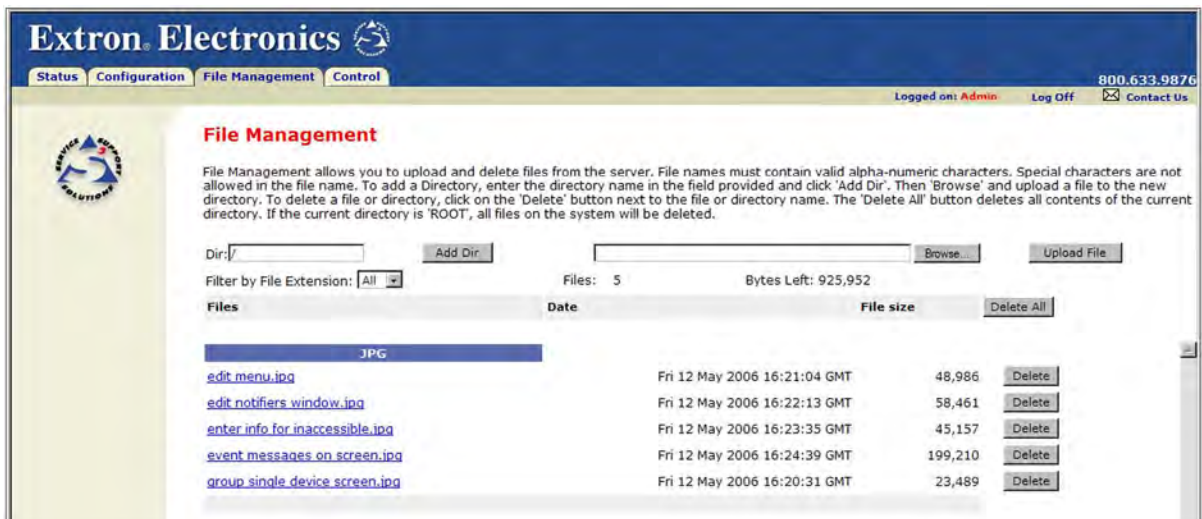 Extron® Electronics
Status Configuration File Management Control
800.633.9876
Logged on: Admin Log Off Contact Us
SERVICE SUPPORT SOLUTIONS
3
File Management
File Management allows you to upload and delete files from the server. File names must contain valid alpha-numeric characters. Special characters are not
allowed in the file name. To add a Directory, enter the directory name in the field provided and click 'Add Dir'. Then 'Browse' and upload a file to the new
directory. To delete a file or directory, click on the 'Delete' button next to the file or directory name. The 'Delete All' button deletes all contents of the current
directory. If the current directory is 'ROOT', all files on the system will be deleted.
Dir:/ Add Dir Browse... Upload File
Filter by File Extension: All Files: 5 Bytes Left: 925,952
Files Date File size Delete All
JPG
edit menu.jpg Fri 12 May 2006 16:21:04 GMT 48,986 Delete
edit notifiers window.jpg Fri 12 May 2006 16:22:13 GMT 58,461 Delete
enter info for inaccessible.jpg Fri 12 May 2006 16:23:35 GMT 45,157 Delete
event messages on screen.jpg Fri 12 May 2006 16:24:39 GMT 199,210 Delete
group single device screen.jpg Fri 12 May 2006 16:20:31 GMT 23,489 Delete